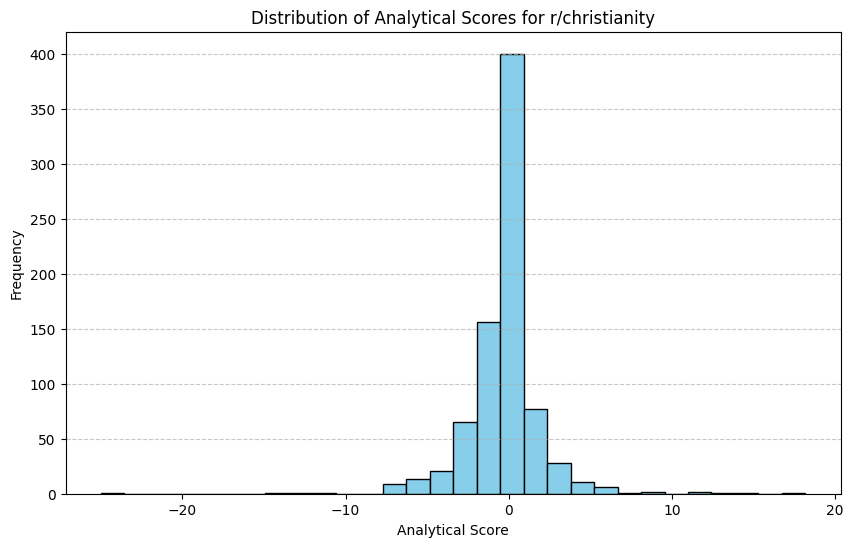 Distribution of Analytical Scores for r/christianity
400
350
300
250
200
150
100
50
0
Frequency
−20 −10 0 10 20
Analytical Score